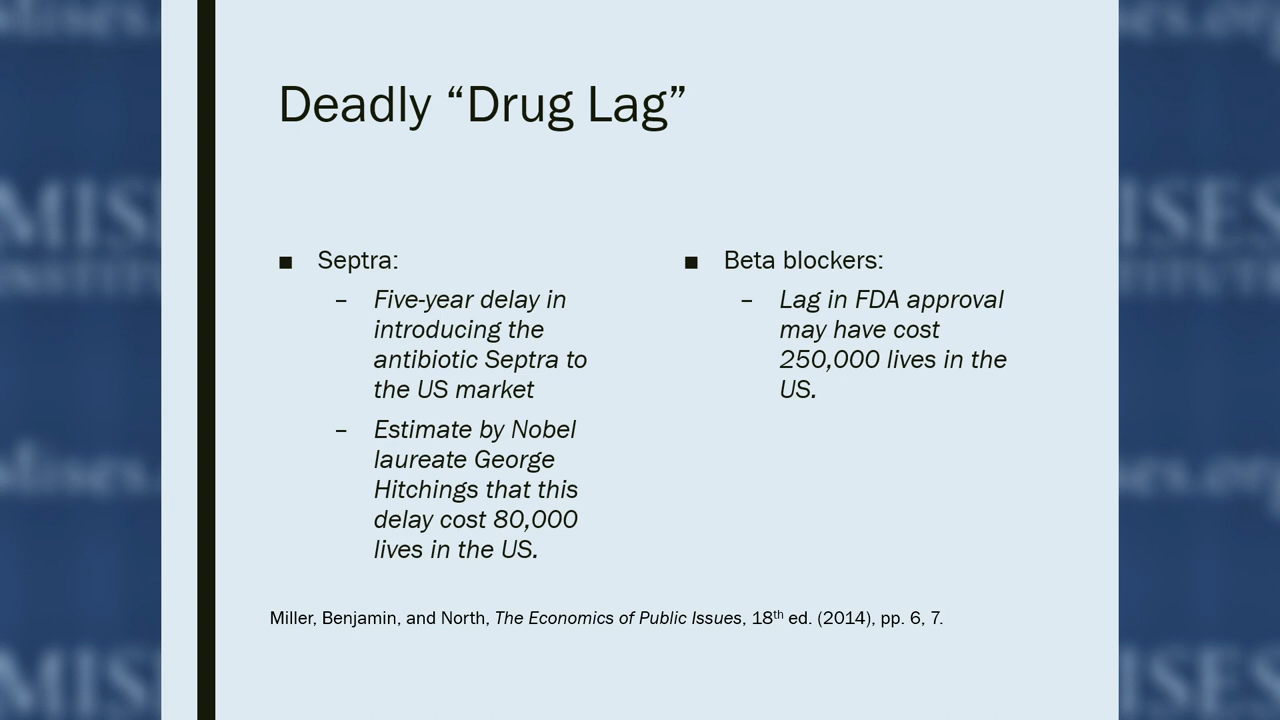 Deadly “Drug Lag”
■ Septra:
– Five-year delay in
introducing the
antibiotic Septra to
the US market
– Estimate by Nobel
laureate George
Hitchings that this
delay cost 80,000
lives in the US.
■ Beta blockers:
– Lag in FDA approval
may have cost
250,000 lives in the
US.
Miller, Benjamin, and North, The Economics of Public Issues, 18th ed. (2014), pp. 6, 7.